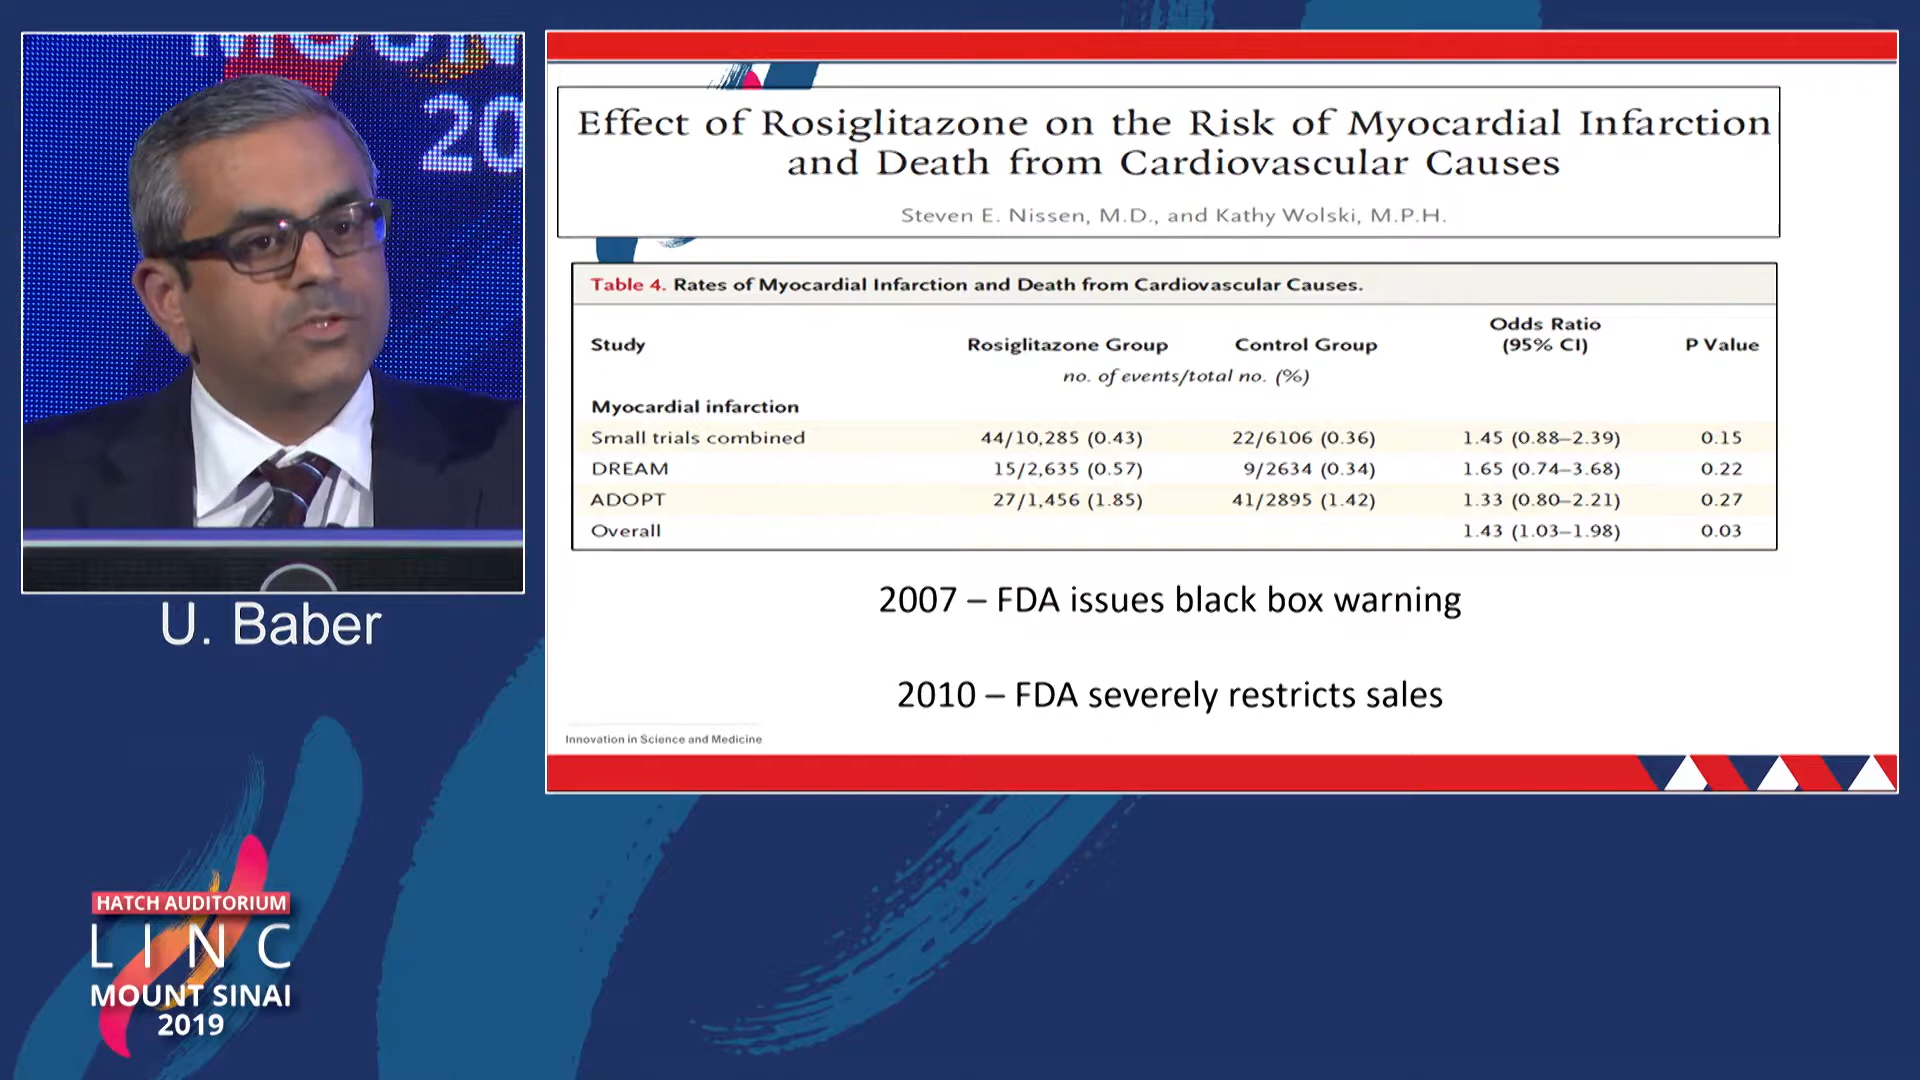 20
U. Baber
HATCH AUDITORIUM
LINC
MOUNT SINAI
2019
Effect of Rosiglitazone on the Risk of Myocardial Infarction
and Death from Cardiovascular Causes
Steven E. Nissen, M.D., and Kathy Wolski, M.P.H.
Table 4. Rates of Myocardial Infarction and Death from Cardiovascular Causes.
Study Rosiglitazone Group Control Group Odds Ratio (95% CI) P Value
no. of events/total no. (%)
Myocardial infarction
Small trials combined 44/10,285 (0.43) 22/6106 (0.36) 1.45 (0.88–2.39) 0.15
DREAM 15/2,635 (0.57) 9/2634 (0.34) 1.65 (0.74–3.68) 0.22
ADOPT 27/1,456 (1.85) 41/2895 (1.42) 1.33 (0.80–2.21) 0.27
Overall 1.43 (1.03–1.98) 0.03
2007 – FDA issues black box warning
2010 – FDA severely restricts sales
Innovation in Science and Medicine